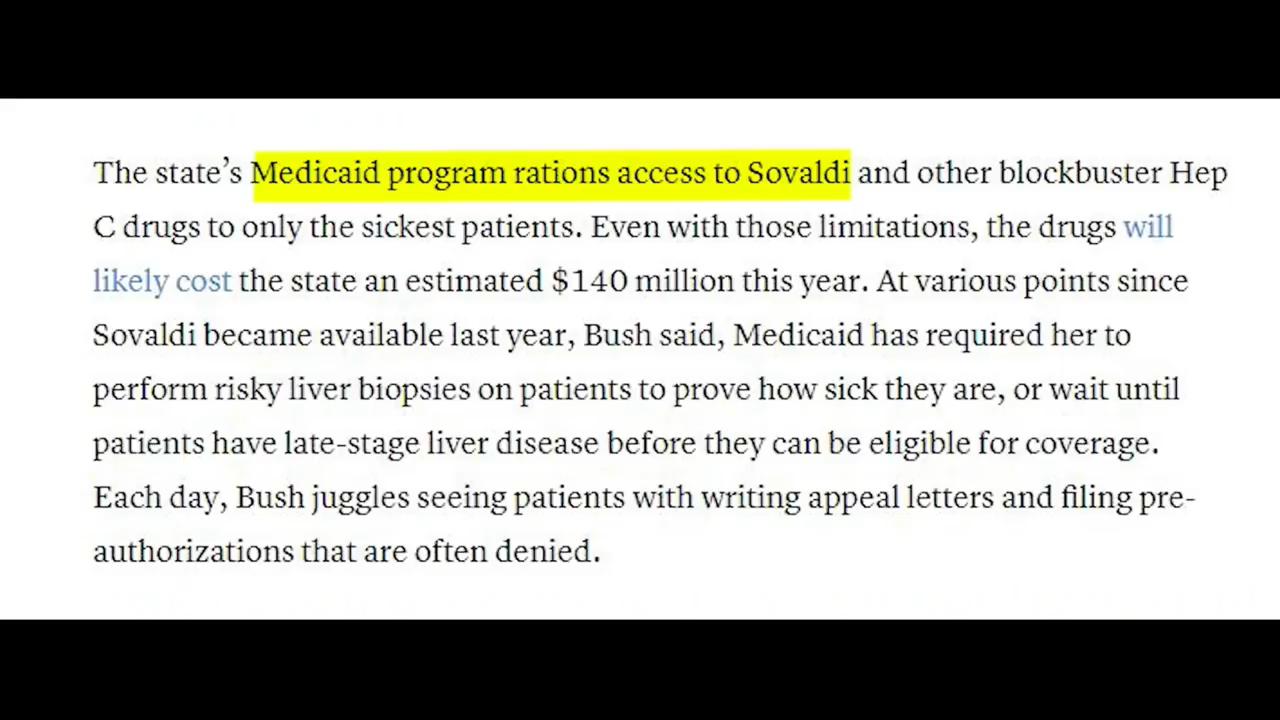 The state’s Medicaid program rations access to Sovaldi and other blockbuster Hep
C drugs to only the sickest patients. Even with those limitations, the drugs will
likely cost the state an estimated $140 million this year. At various points since
Sovaldi became available last year, Bush said, Medicaid has required her to
perform risky liver biopsies on patients to prove how sick they are, or wait until
patients have late-stage liver disease before they can be eligible for coverage.
Each day, Bush juggles seeing patients with writing appeal letters and filing pre-
authorizations that are often denied.